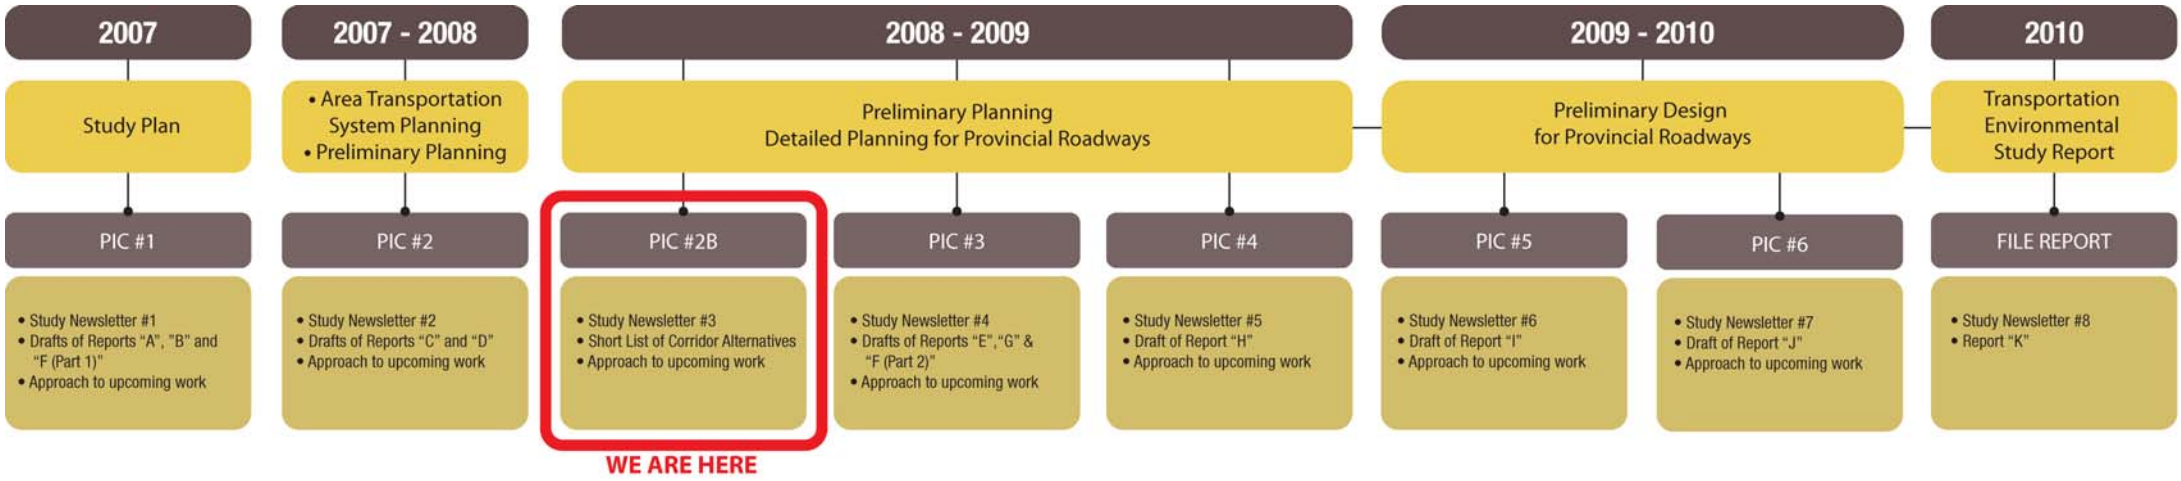 2007
2007 - 2008
2008 - 2009
2009 - 2010
2010
Study Plan
• Area Transportation
System Planning
• Preliminary Planning
Preliminary Planning
Detailed Planning for Provincial Roadways
Preliminary Design
for Provincial Roadways
Transportation
Environmental
Study Report
PIC #1
PIC #2
PIC #2B
PIC #3
PIC #4
PIC #5
PIC #6
FILE REPORT
• Study Newsletter #1
• Drafts of Reports “A”, ”B” and
“F (Part 1)”
• Approach to upcoming work
• Study Newsletter #2
• Drafts of Reports “C” and “D”
• Approach to upcoming work
• Study Newsletter #3
• Short List of Corridor Alternatives
• Approach to upcoming work
• Study Newsletter #4
• Drafts of Reports “E”,“G” &
“F (Part 2)”
• Approach to upcoming work
• Study Newsletter #5
• Draft of Report “H”
• Approach to upcoming work
• Study Newsletter #6
• Draft of Report “I”
• Approach to upcoming work
• Study Newsletter #7
• Draft of Report “J”
• Approach to upcoming work
• Study Newsletter #8
• Report “K”
WE ARE HERE